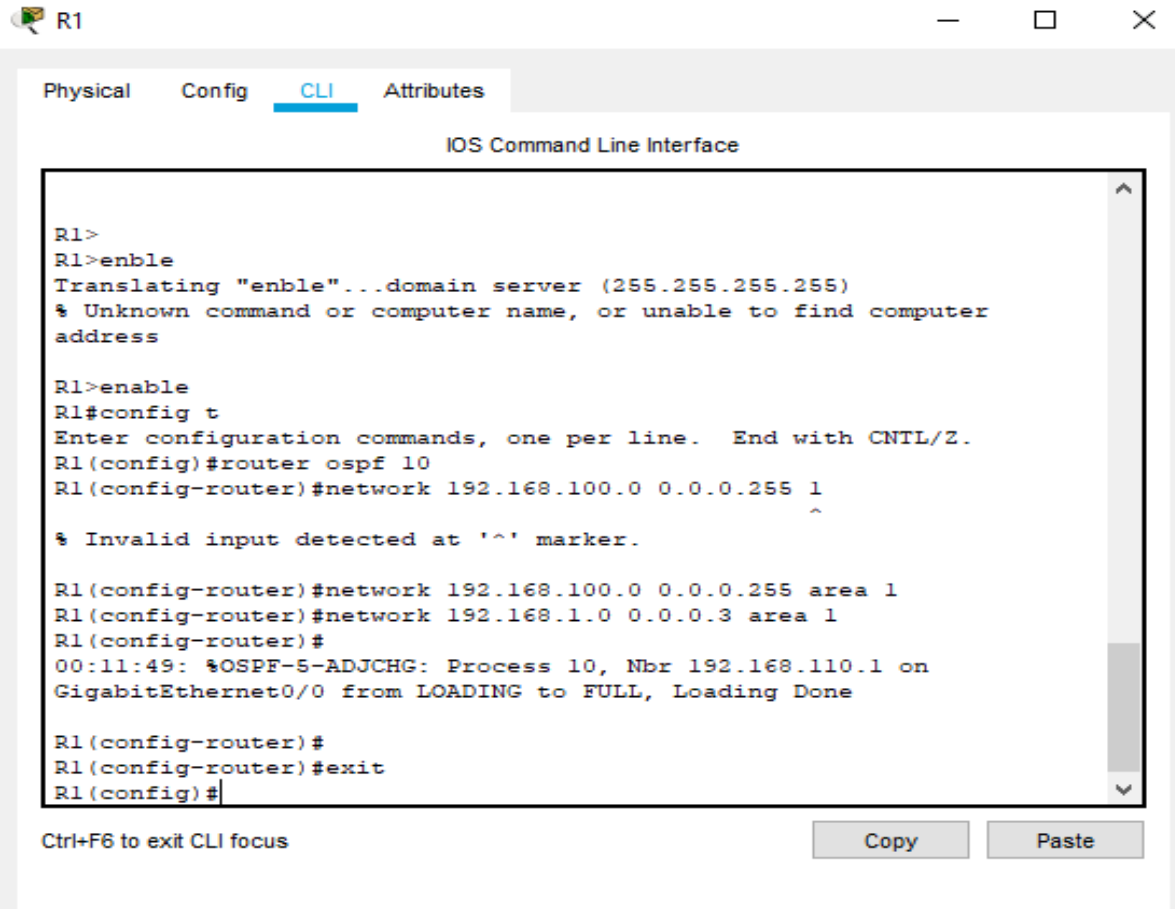 R1
Physical Config CLI Attributes
IOS Command Line Interface
R1>
R1>enble
Translating "enble"...domain server (255.255.255.255)
% Unknown command or computer name, or unable to find computer
address
R1>enable
R1#config t
Enter configuration commands, one per line.  End with CNTL/Z.
R1(config)#router ospf 10
R1(config-router)#network 192.168.100.0 0.0.0.255 1
^
% Invalid input detected at '^' marker.
R1(config-router)#network 192.168.100.0 0.0.0.255 area 1
R1(config-router)#network 192.168.1.0 0.0.0.3 area 1
R1(config-router)#
00:11:49: %OSPF-5-ADJCHG: Process 10, Nbr 192.168.110.1 on
GigabitEthernet0/0 from LOADING to FULL, Loading Done
R1(config-router)#
R1(config-router)#exit
R1(config)#
Ctrl+F6 to exit CLI focus
Copy Paste